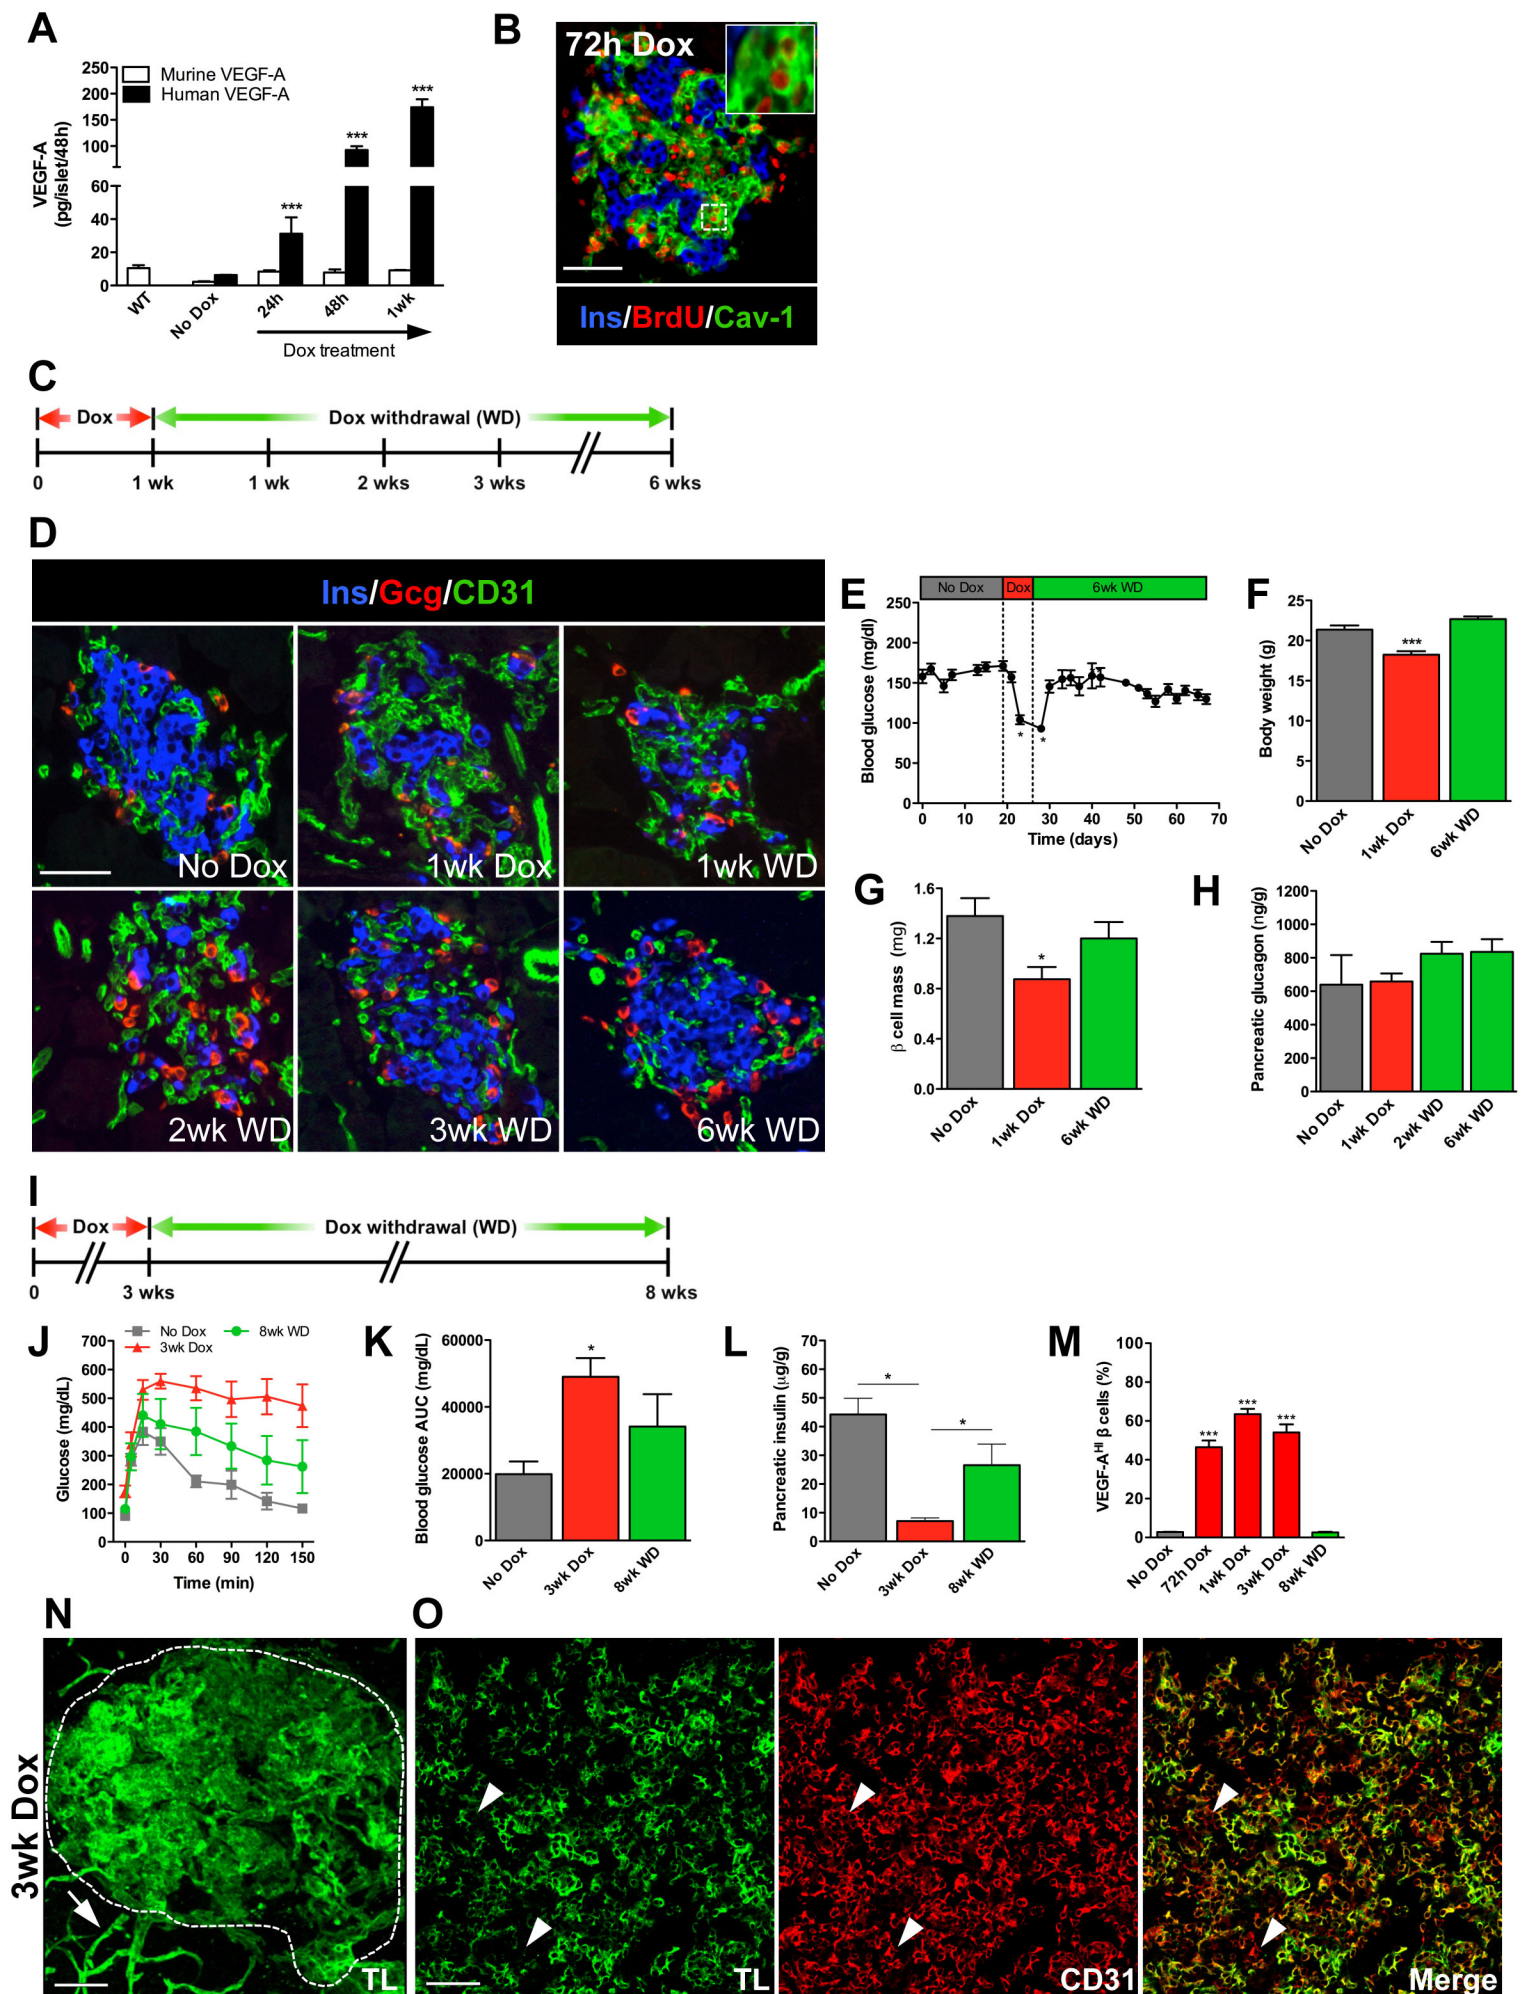 A
VEGF-A
(pg/islet/48h)
250
200
150
100
60
40
20
0
Murine VEGF-A
Human VEGF-A
***
***
***
WT
No Dox
24h
48h
1wk
Dox treatment
B
72h Dox
Ins/BrdU/Cav-1
C
Dox
Dox withdrawal (WD)
0
1 wk
1 wk
2 wks
3 wks
6 wks
D
Ins/Gcg/CD31
No Dox
1wk Dox
1wk WD
2wk WD
3wk WD
6wk WD
E
No Dox
Dox
6wk WD
Blood glucose (mg/dl)
250
200
150
100
50
0
*
*
0 10 20 30 40 50 60 70
Time (days)
F
Body weight (g)
25
20
15
10
5
0
***
No Dox
1wk Dox
6wk WD
G
β cell mass (mg)
1.6
1.2
0.8
0.4
0.0
*
No Dox
1wk Dox
6wk WD
H
Pancreatic glucagon (ng/g)
1200
1000
800
600
400
200
0
No Dox
1wk Dox
2wk WD
6wk WD
I
Dox
Dox withdrawal (WD)
0
3 wks
8 wks
J
No Dox
8wk WD
3wk Dox
Glucose (mg/dL)
700
600
500
400
300
200
100
0
0 30 60 90 120 150
Time (min)
K
Blood glucose AUC (mg/dL)
60000
40000
20000
0
*
No Dox
3wk Dox
8wk WD
L
Pancreatic insulin (µg/g)
70
60
50
40
30
20
10
0
*
*
No Dox
3wk Dox
8wk WD
M
VEGF-A^HI β cells (%)
100
80
60
40
20
0
***
***
***
No Dox
72h Dox
1wk Dox
3wk Dox
8wk WD
N
3wk Dox
TL
O
TL
CD31
Merge